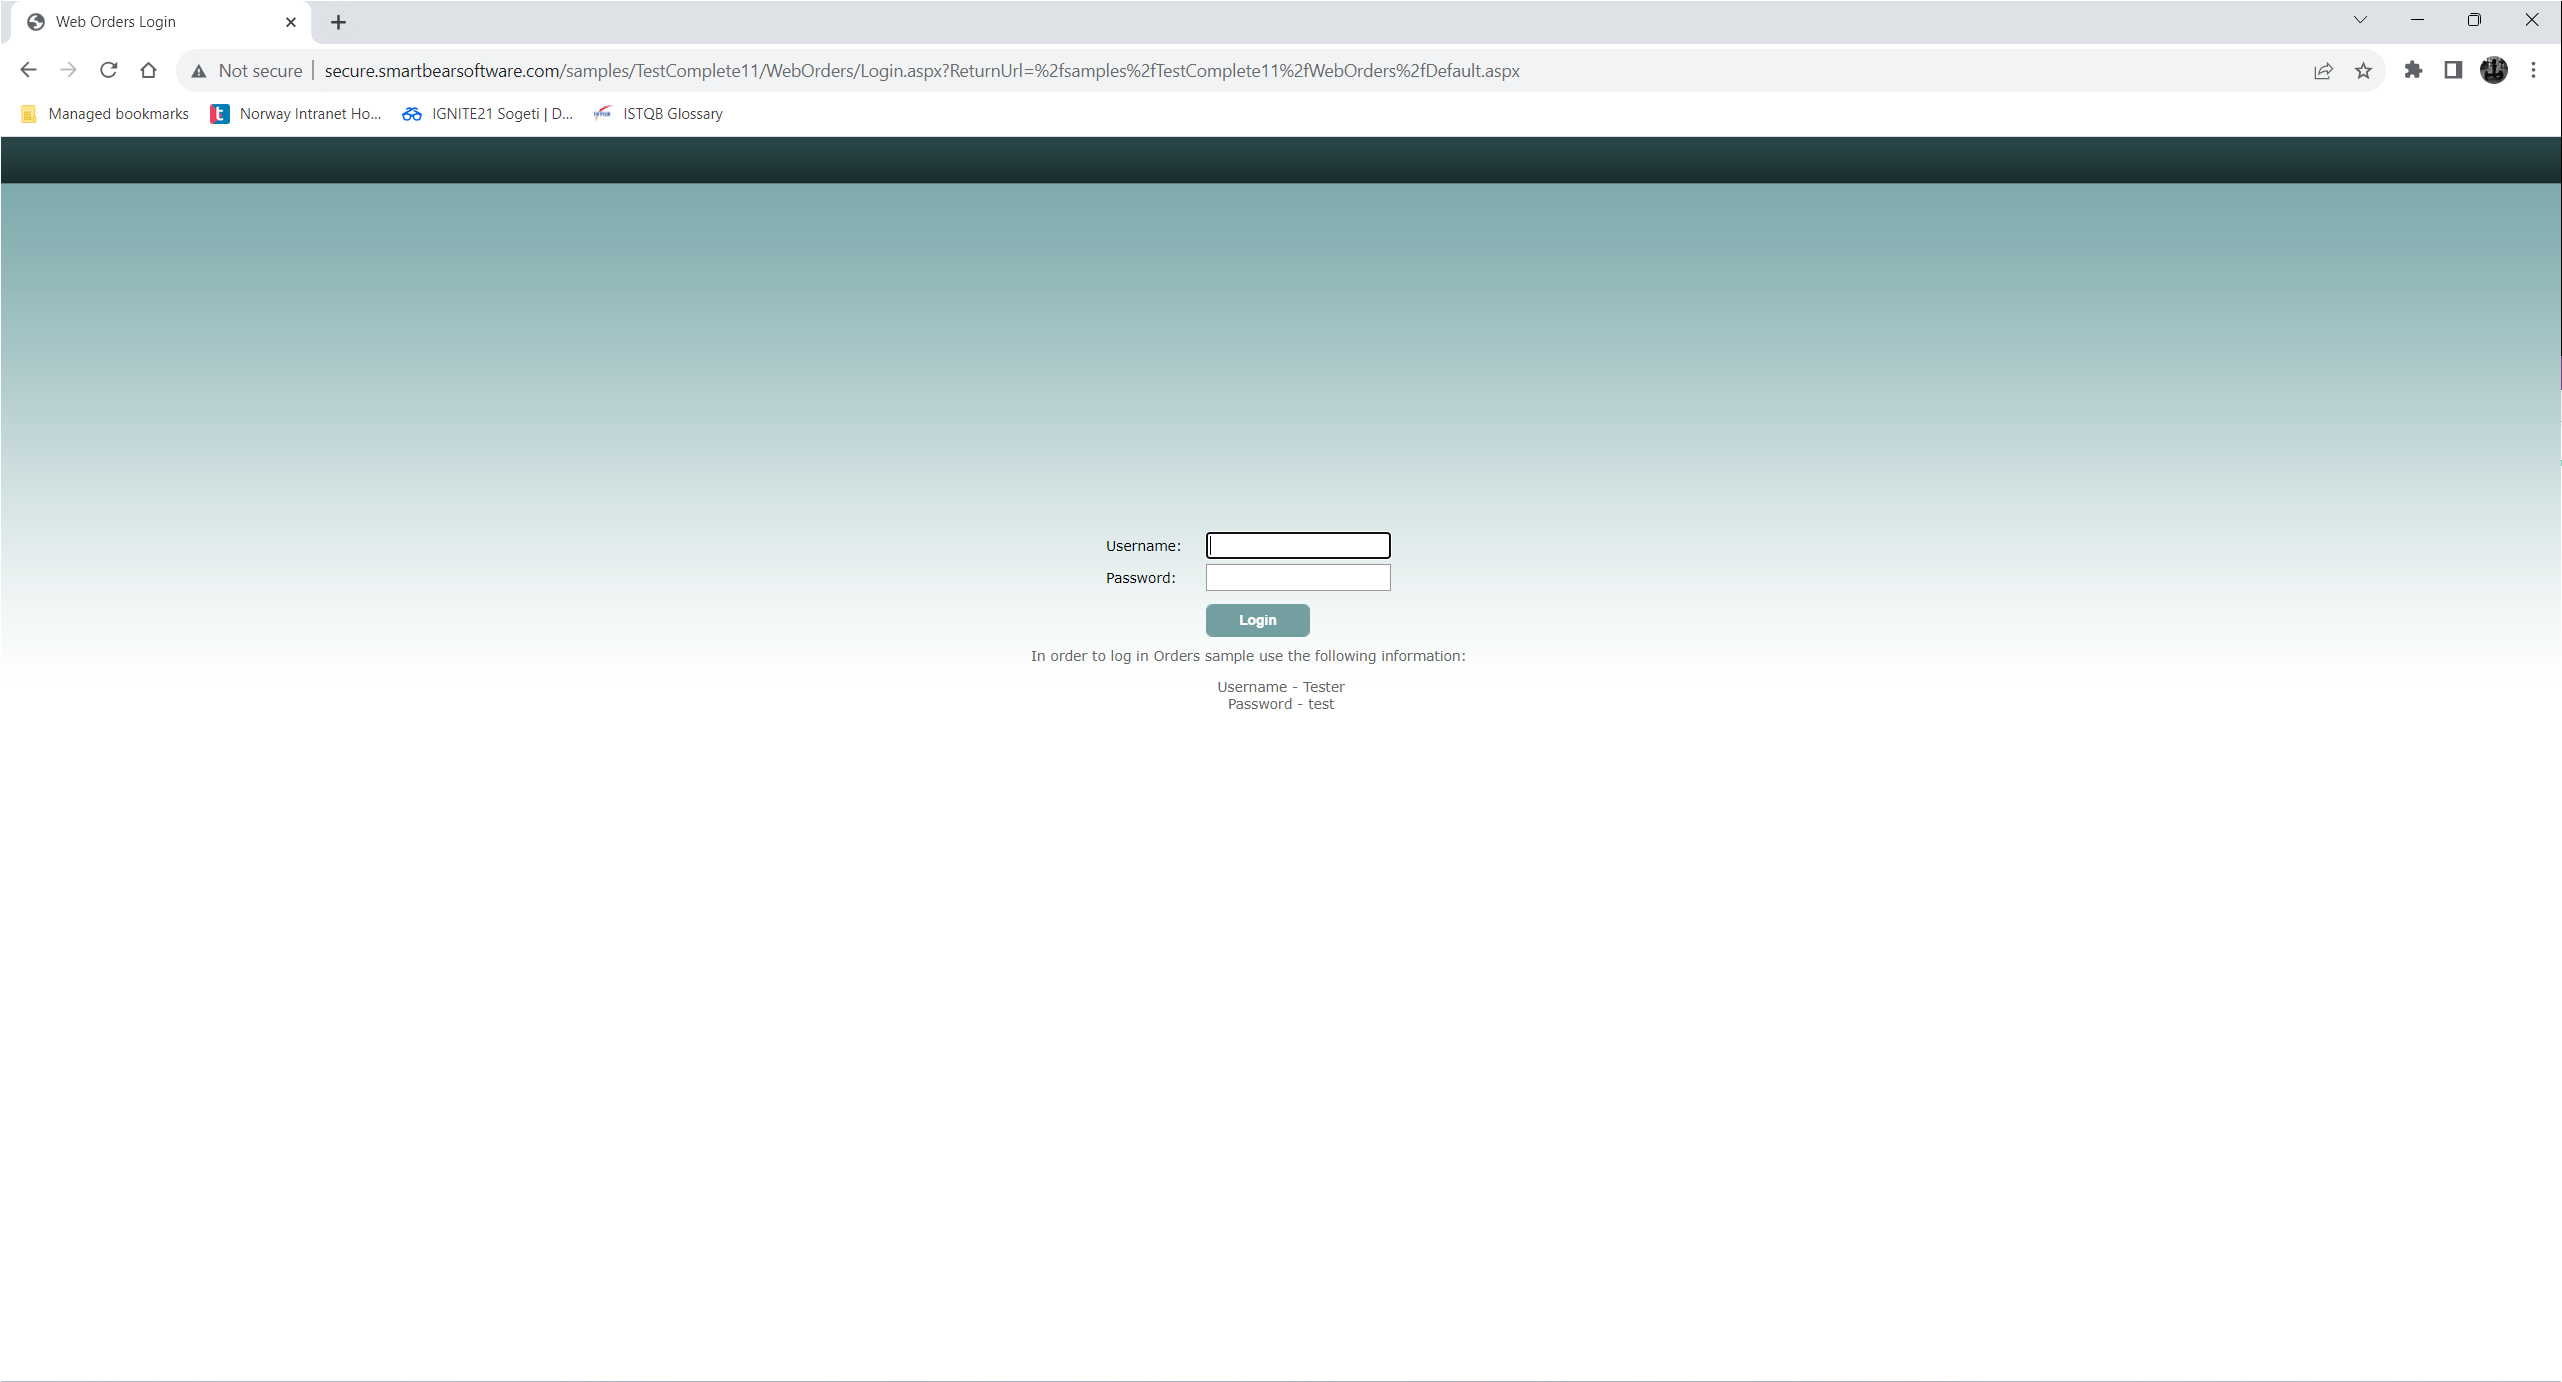 Web Orders Login
Not secure secure.smartbearsoftware.com/samples/TestComplete11/WebOrders/Login.aspx?ReturnUrl=%2fsamples%2fTestComplete11%2fWebOrders%2fDefault.aspx
Managed bookmarks Norway Intranet Ho... IGNITE21 Sogeti | D... ISTQB Glossary
Username:
Password:
Login
In order to log in Orders sample use the following information:
Username - Tester
Password - test